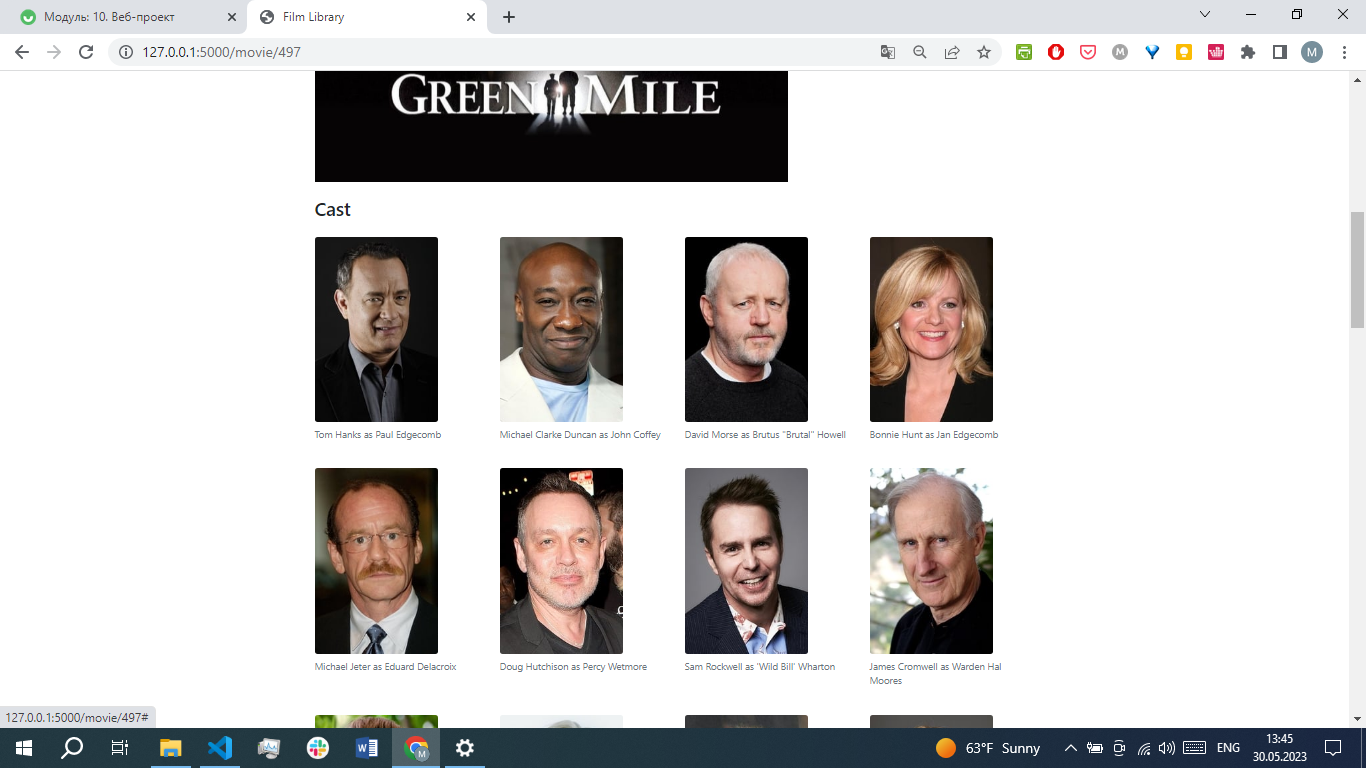 Модуль: 10. Веб-проект
Film Library
127.0.0.1:5000/movie/497
GREEN MILE
Cast
Tom Hanks as Paul Edgecomb
Michael Clarke Duncan as John Coffey
David Morse as Brutus "Brutal" Howell
Bonnie Hunt as Jan Edgecomb
Michael Jeter as Eduard Delacroix
Doug Hutchison as Percy Wetmore
Sam Rockwell as 'Wild Bill' Wharton
James Cromwell as Warden Hal
Moores
127.0.0.1:5000/movie/497#
63°F Sunny
ENG
13:45
30.05.2023